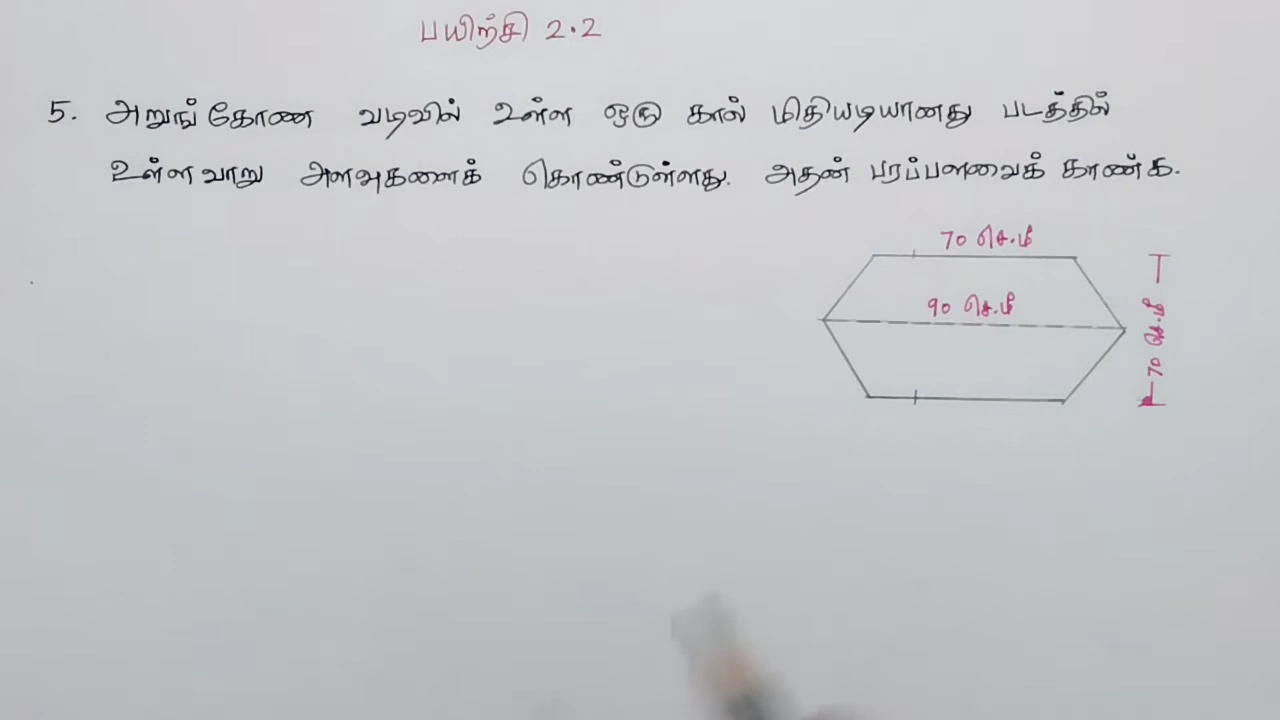 பயிற்சி 2.2
5. அறுங்கோண வடிவில் உள்ள ஒரு கால் மிதியடியானது படத்தில்
உள்ளவாறு அளவுகளைக் கொண்டுள்ளது. அதன் பரப்பளவைக் காண்க.
70 செ.மீ
90 செ.மீ
70 செ.மீ